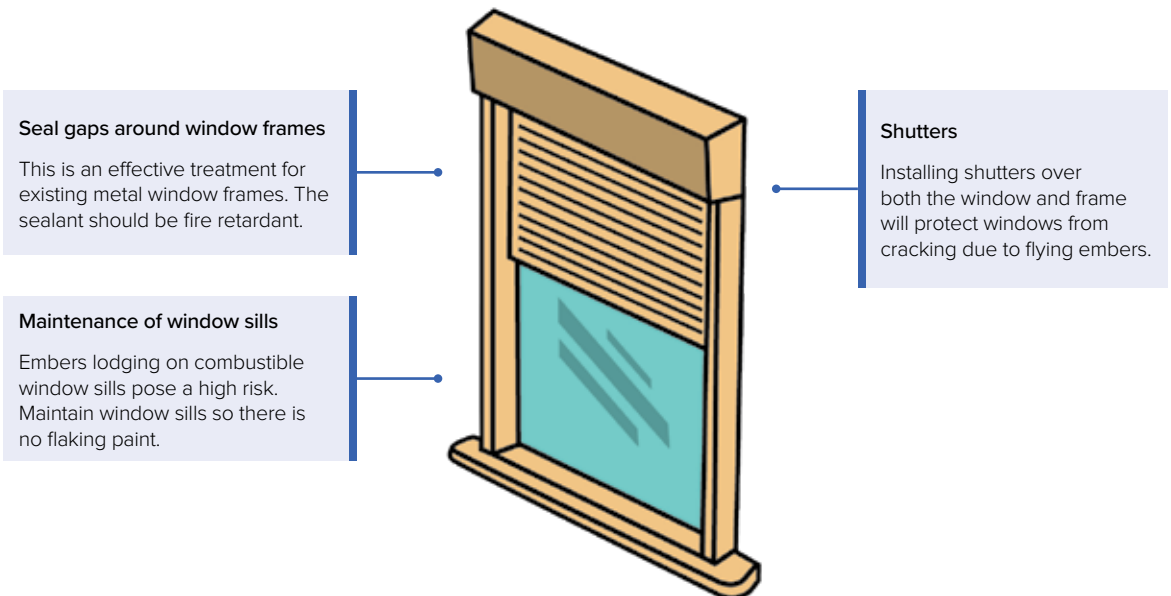 Seal gaps around window frames
This is an effective treatment for
existing metal window frames. The
sealant should be fire retardant.
Maintenance of window sills
Embers lodging on combustible
window sills pose a high risk.
Maintain window sills so there is
no flaking paint.
Shutters
Installing shutters over
both the window and frame
will protect windows from
cracking due to flying embers.